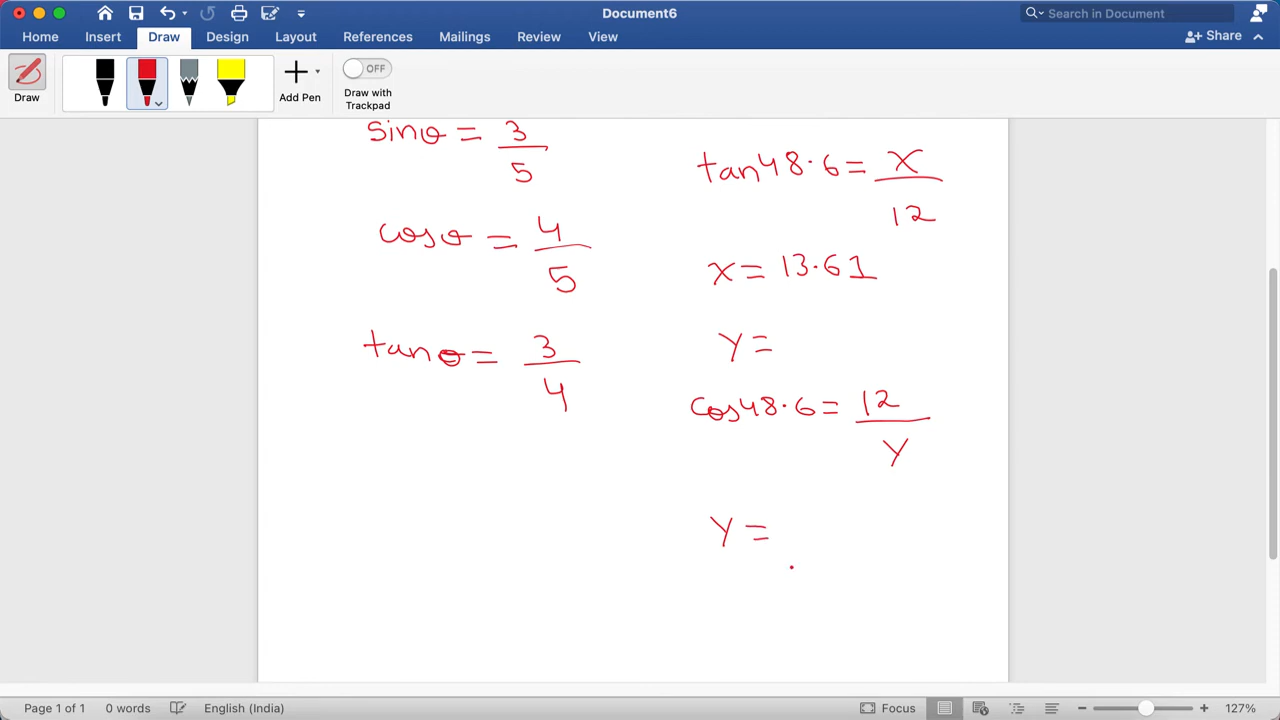 Document6
Search in Document
Home Insert Draw Design Layout References Mailings Review View
Share
OFF
Draw
Add Pen
Draw with
Trackpad
sinθ = 3
5
cosθ = 4
5
tanθ = 3
4
tan48.6 = x
12
x = 13.61
y =
cos48.6 = 12
y
y =
Page 1 of 1 0 words English (India) Focus 127%